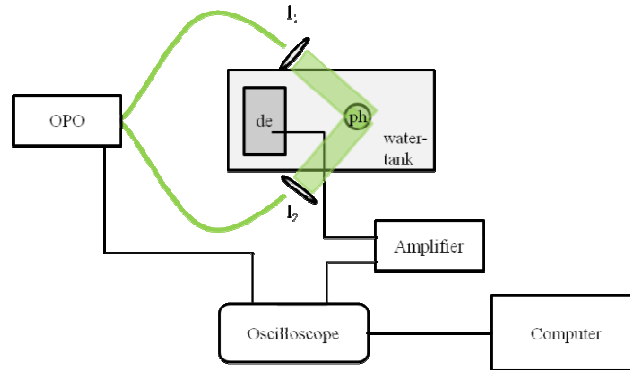 l₁
OPO
de
ph
water-
tank
l₂
Amplifier
Oscilloscope
Computer